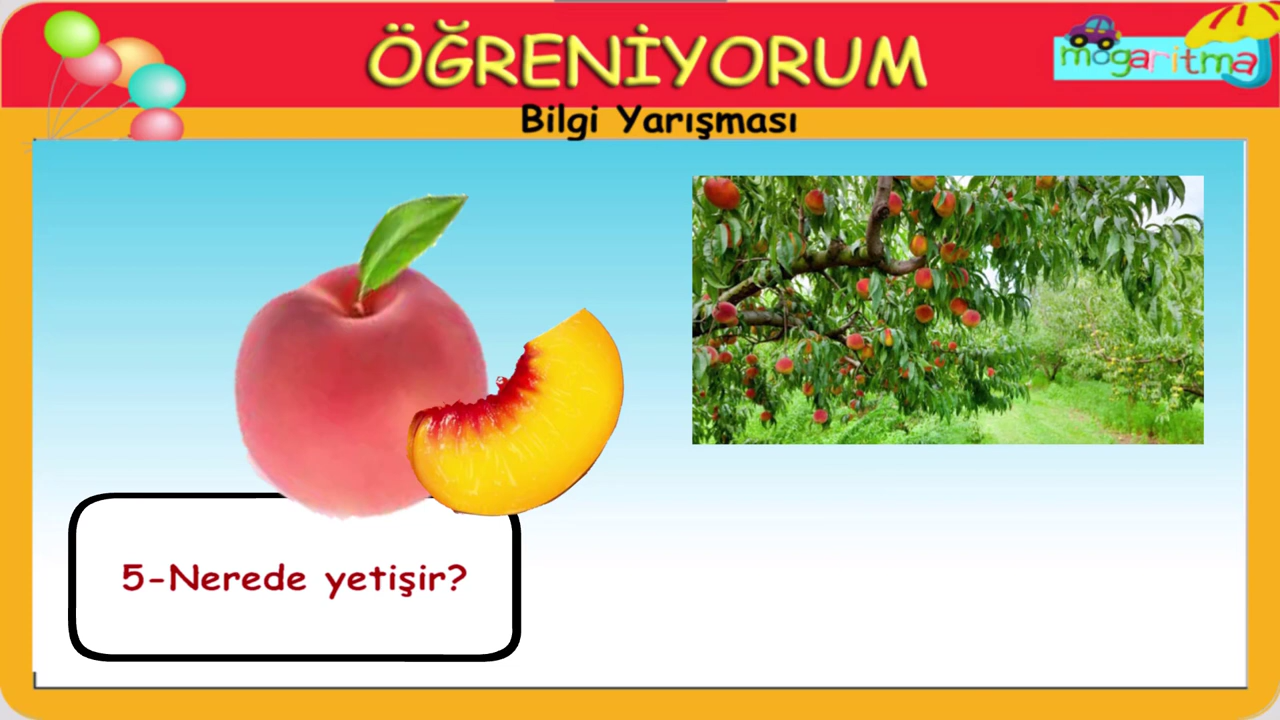 ÖĞRENİYORUM
mogaritma
Bilgi Yarışması
5-Nerede yetişir?